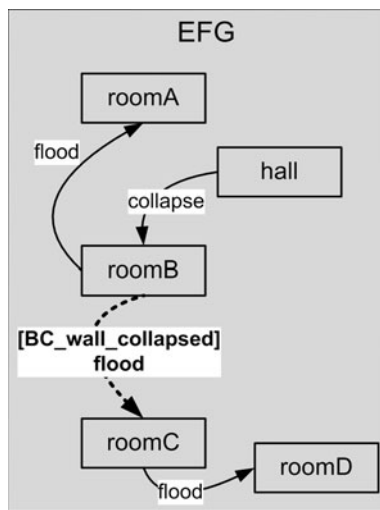 EFG
roomA
flood
hall
collapse
roomB
[BC_wall_collapsed]
flood
roomC
roomD
flood